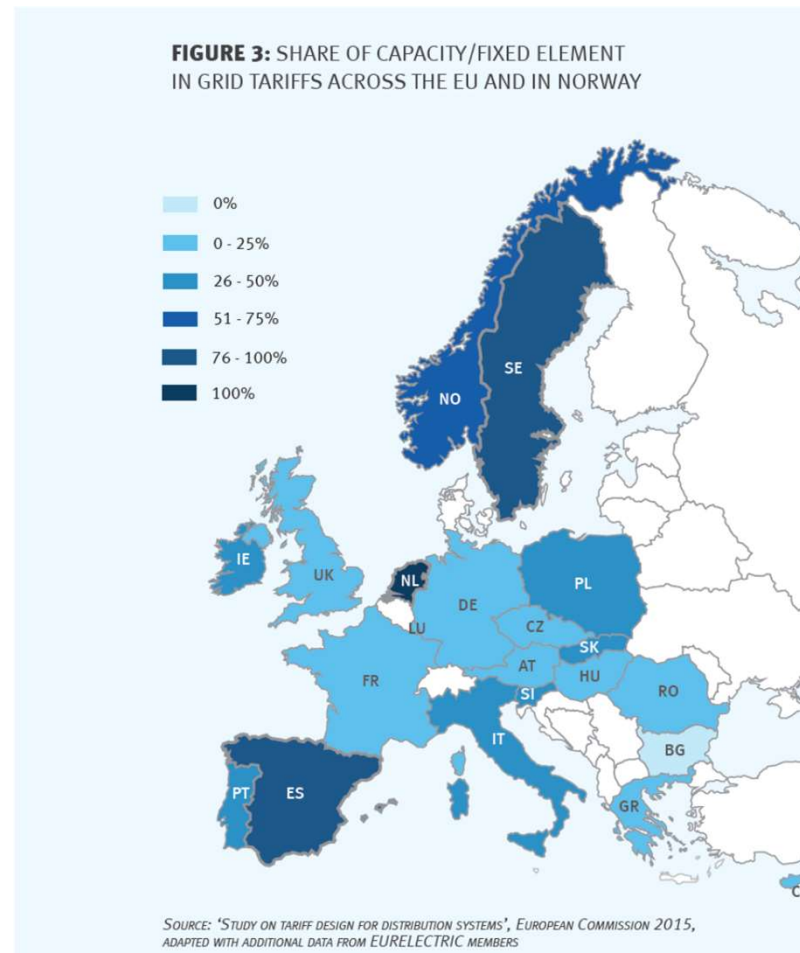 FIGURE 3: SHARE OF CAPACITY/FIXED ELEMENT
IN GRID TARIFFS ACROSS THE EU AND IN NORWAY
0%
0 - 25%
26 - 50%
51 - 75%
76 - 100%
100%
SE
NO
IE
UK
NL
PL
DE
LU
CZ
SK
AT
HU
FR
SI
RO
IT
BG
PT
ES
GR
C
SOURCE: 'STUDY ON TARIFF DESIGN FOR DISTRIBUTION SYSTEMS', EUROPEAN COMMISSION 2015,
ADAPTED WITH ADDITIONAL DATA FROM EURELECTRIC MEMBERS